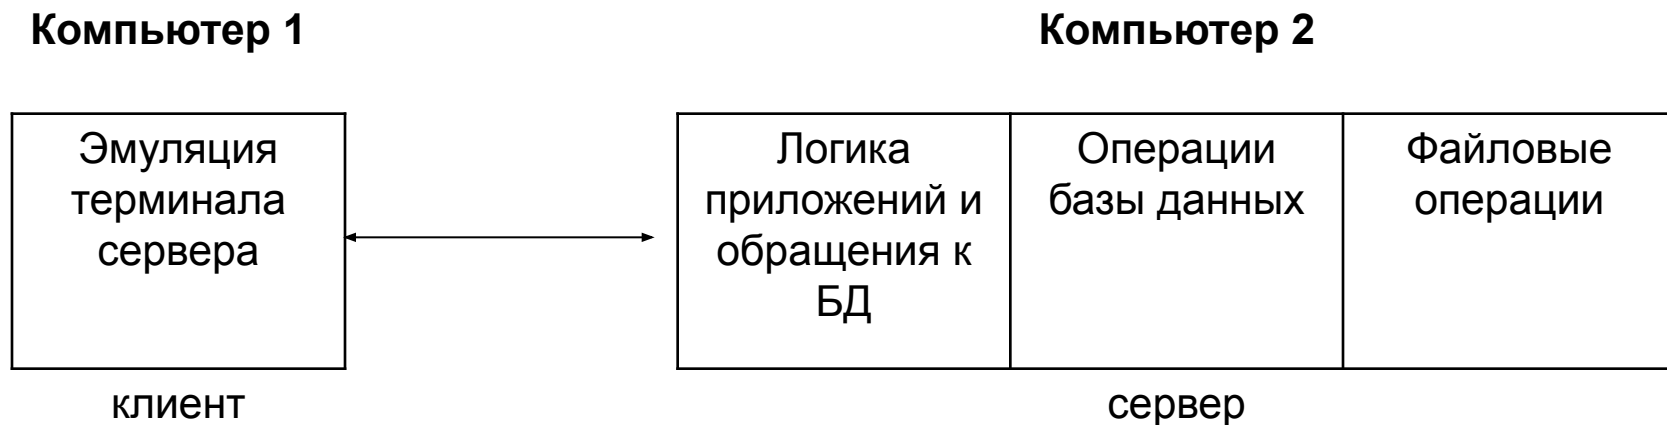 Компьютер 1
Компьютер 2
Эмуляция
терминала
сервера
Логика
приложений и
обращения к
БД
Операции
базы данных
Файловые
операции
клиент
сервер